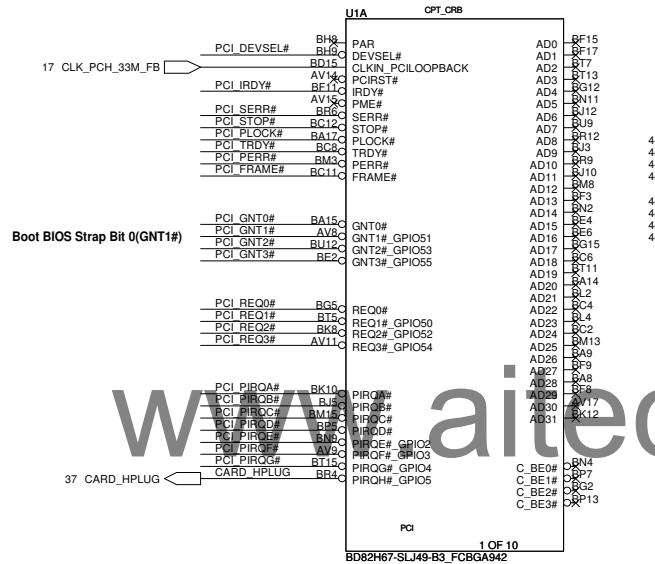 U1A CPT_CRB
BH8 PAR AD0 BF15
PCI_DEVSEL# BH9 DEVSEL# AD1 BF17
17 CLK_PCH_33M_FB BD15 CLKIN_PCILOOPBACK AD2 BT7
AV14 PCIRST# AD3 BT13
PCI_IRDY# BF11 IRDY# AD4 BG12
AV15 PME# AD5 BN11
PCI_SERR# BR6 SERR# AD6 BJ12
PCI_STOP# BC12 STOP# AD7 BU9
PCI_PLOCK# BA17 PLOCK# AD8 BR12
PCI_TRDY# BC8 TRDY# AD9 BJ3
PCI_PERR# BM3 PERR# AD10 BR9
PCI_FRAME# BC11 FRAME# AD11 BJ10
AD12 BM8
AD13 BF3
AD14 BN2
PCI_GNT0# BA15 GNT0# AD15 BE4
Boot BIOS Strap Bit 0(GNT1#) PCI_GNT1# AV8 GNT1#_GPIO51 AD16 BE6
PCI_GNT2# BU12 GNT2#_GPIO53 AD17 BG15
PCI_GNT3# BE2 GNT3#_GPIO55 AD18 BC6
AD19 BT11
AD20 BA14
AD21 BL2
PCI_REQ0# BG5 REQ0# AD22 BC4
PCI_REQ1# BT5 REQ1#_GPIO50 AD23 BL4
PCI_REQ2# BK8 REQ2#_GPIO52 AD24 BC2
PCI_REQ3# AV11 REQ3#_GPIO54 AD25 BM13
AD26 BA9
AD27 BF9
AD28 BA8
PCI_PIRQA# BK10 PIRQA# AD29 BF8
PCI_PIRQB# BJ5 PIRQB# AD30 AV17
PCI_PIRQC# BM15 PIRQC# AD31 BK12
PCI_PIRQD# BP5 PIRQD#
PCI_PIRQE# BN9 PIRQE#_GPIO2
PCI_PIRQF# AV9 PIRQF#_GPIO3
PCI_PIRQG# BT15 PIRQG#_GPIO4 C_BE0# BN4
37 CARD_HPLUG CARD_HPLUG BR4 PIRQH#_GPIO5 C_BE1# BP7
C_BE2# BG2
C_BE3# BP13
PCI
1 OF 10
BD82H67-SLJ49-B3_FCBGA942
www.aitec